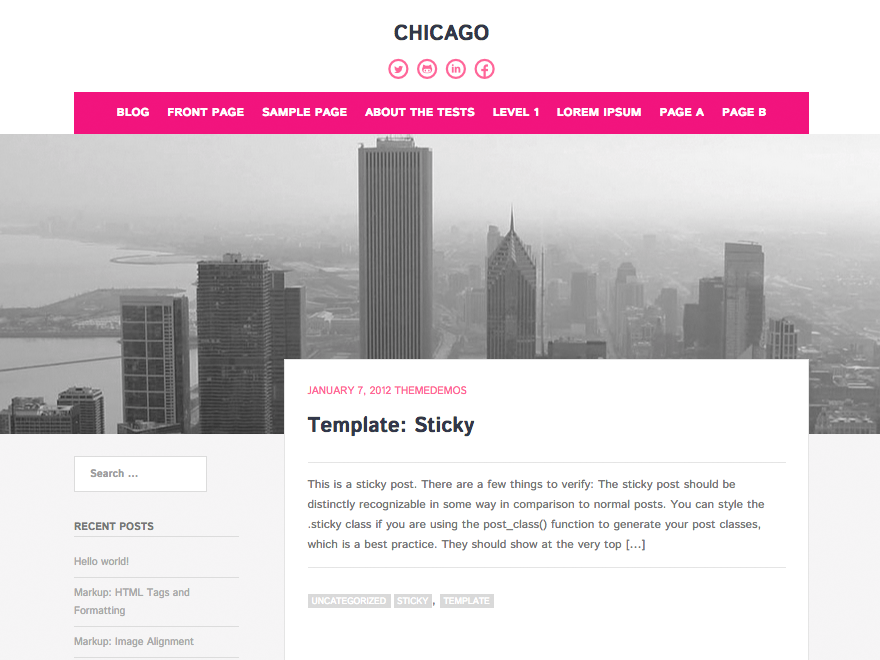 CHICAGO
BLOG FRONT PAGE SAMPLE PAGE ABOUT THE TESTS LEVEL 1 LOREM IPSUM PAGE A PAGE B
JANUARY 7, 2012 THEMEDEMOS
Template: Sticky
This is a sticky post. There are a few things to verify: The sticky post should be
distinctly recognizable in some way in comparison to normal posts. You can style the
.sticky class if you are using the post_class() function to generate your post classes,
which is a best practice. They should show at the very top [...]
UNCATEGORIZED STICKY, TEMPLATE
Search ...
RECENT POSTS
Hello world!
Markup: HTML Tags and
Formatting
Markup: Image Alignment